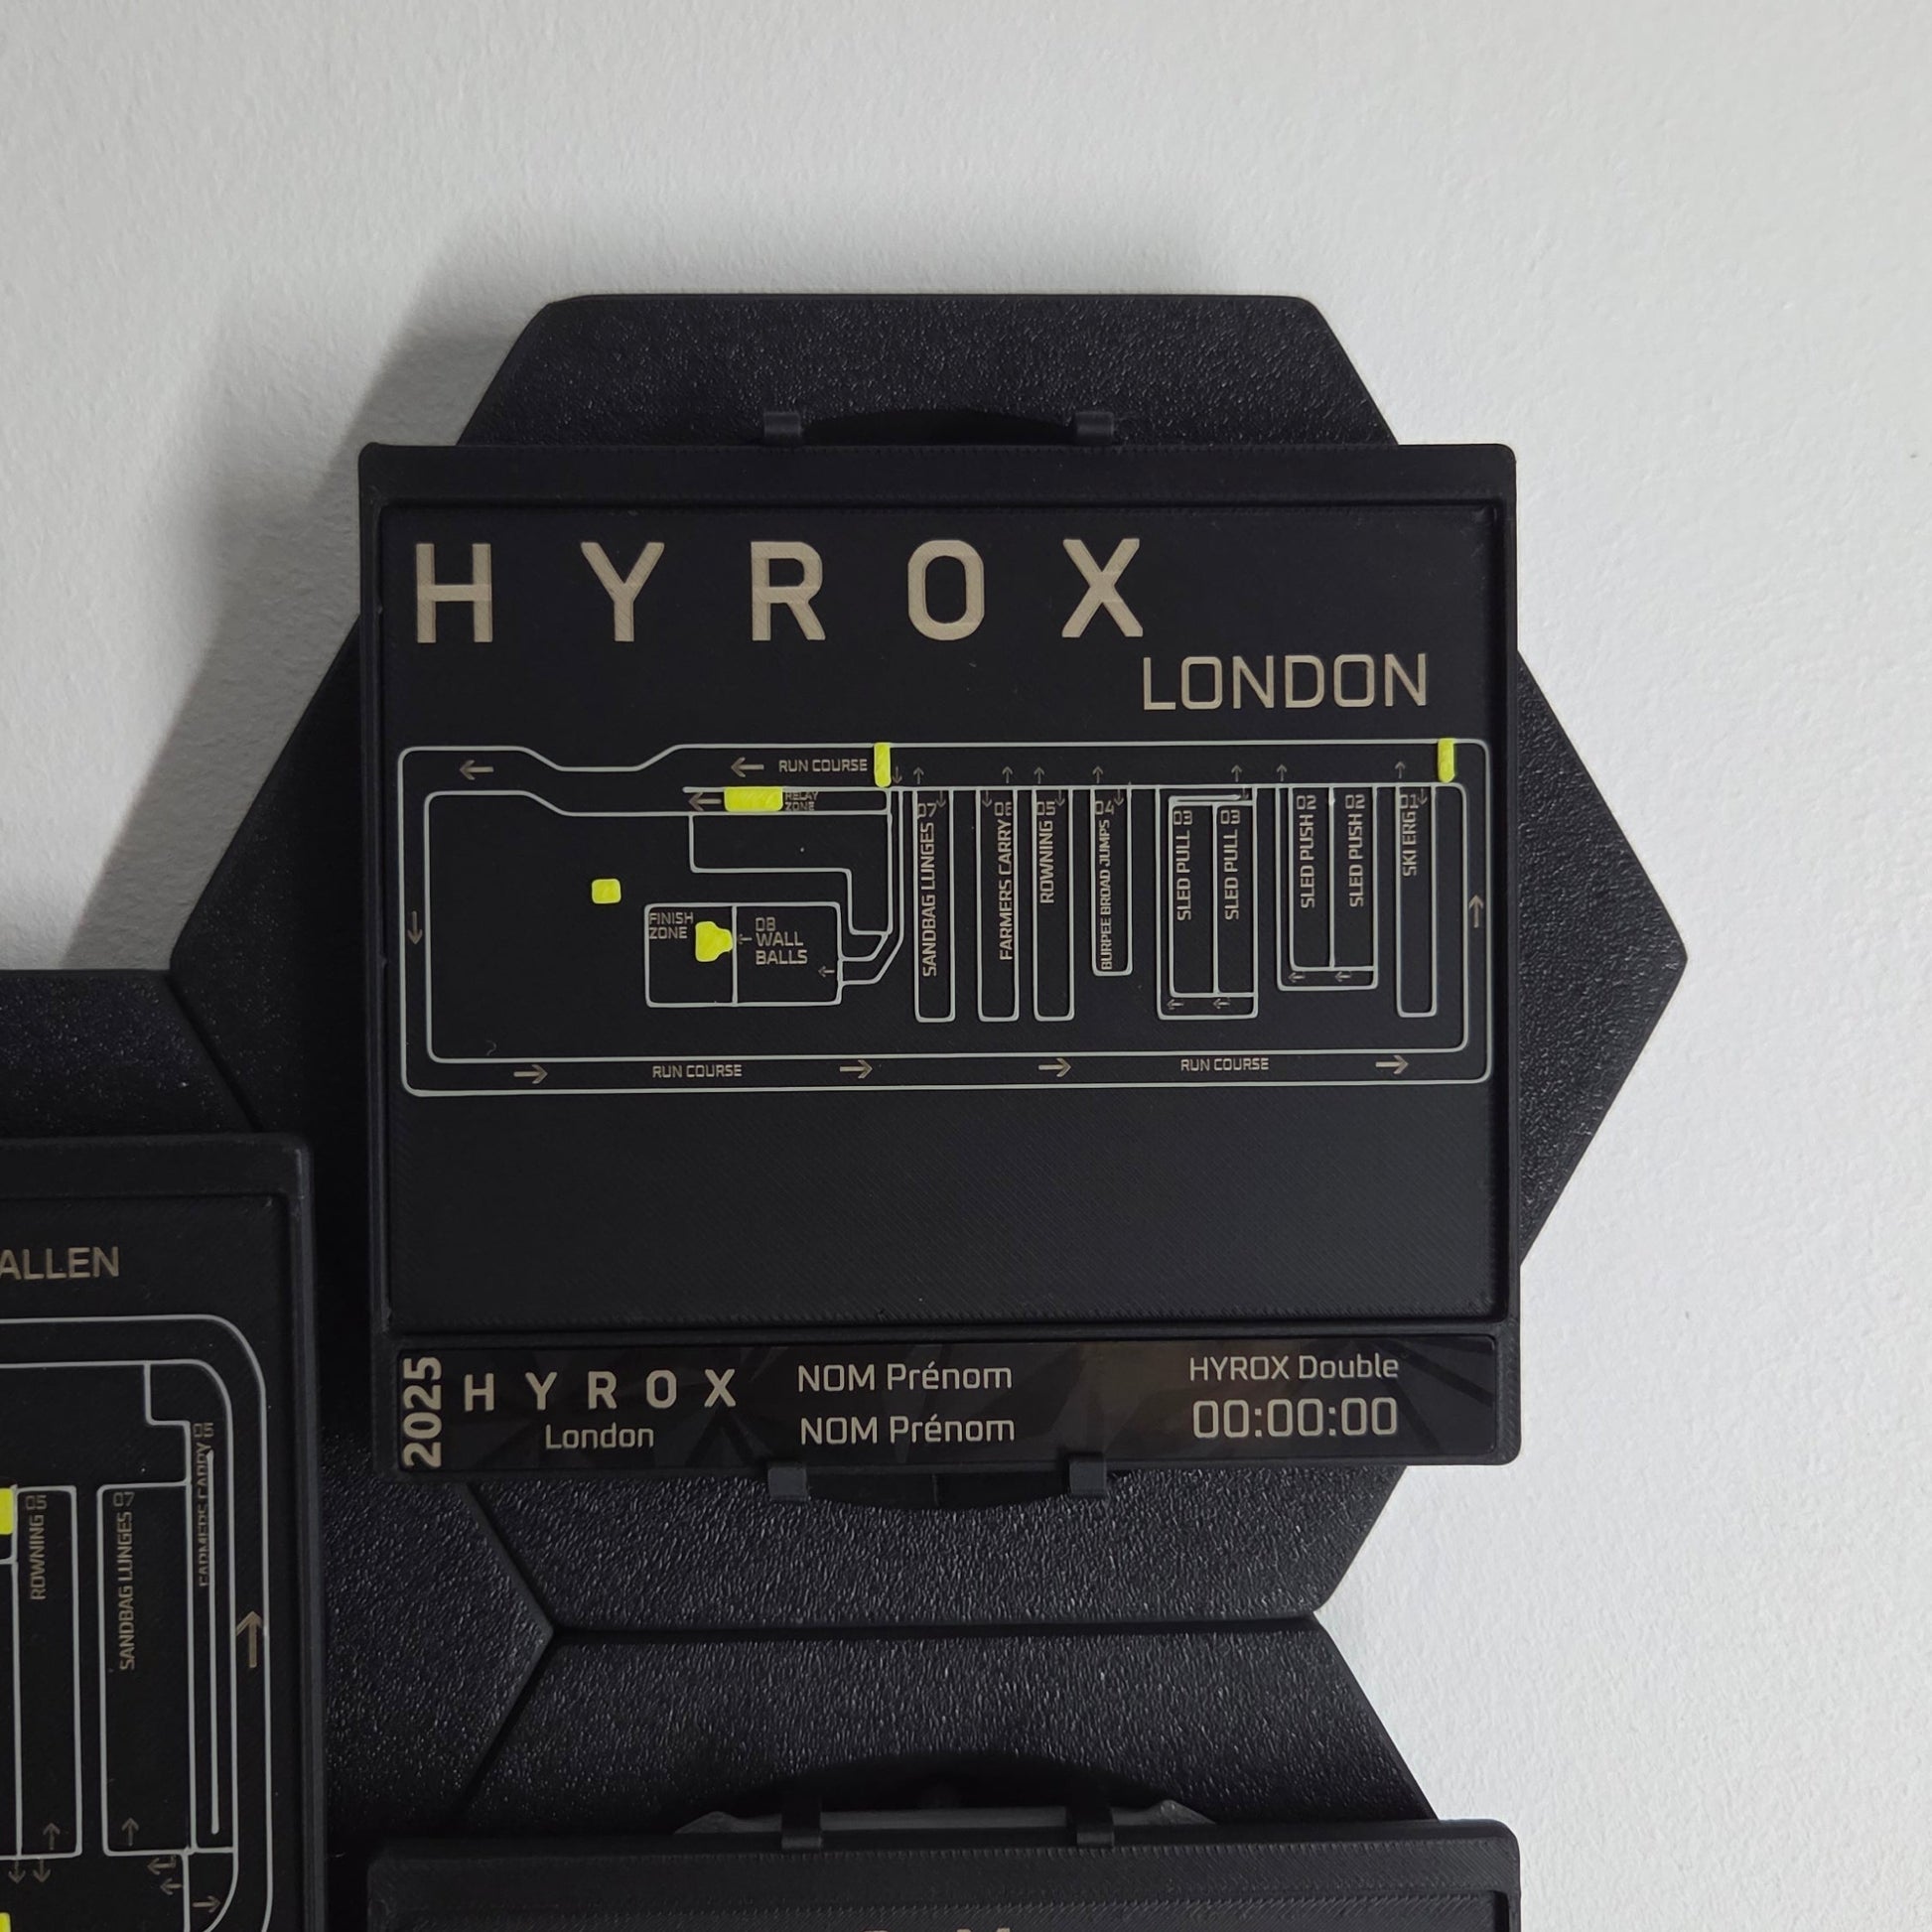 HYROX
LONDON
RUN COURSE
RELAY
ZONE
07
SANDBAG LUNGES
06
FARMERS CARRY
05
ROWNING
04
BURPEE BROAD JUMPS
03
SLED PULL
03
SLED PULL
02
SLED PUSH
02
SLED PUSH
01
SKI ERG
FINISH
ZONE
08
WALL
BALLS
RUN COURSE
RUN COURSE
2025
HYROX
London
NOM Prénom
NOM Prénom
HYROX Double
00:00:00
ALLEN
05
ROWNING
07
SANDBAG LUNGES
06
FARMERS CARRY